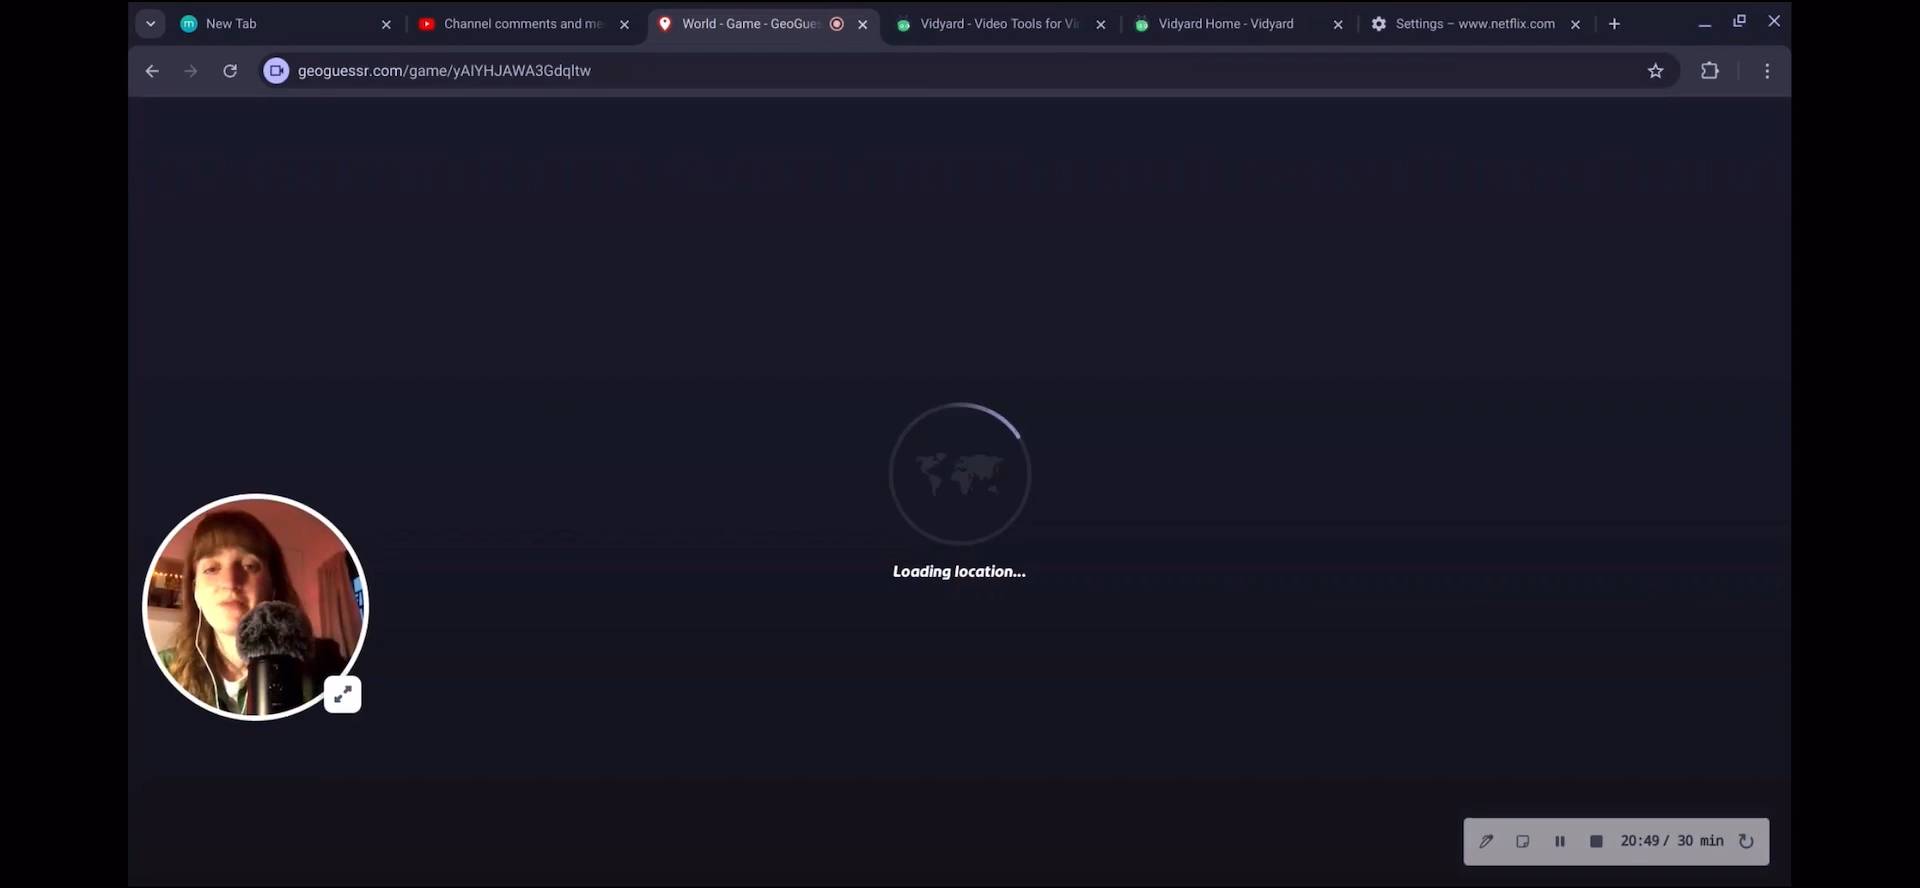 New Tab
Channel comments and me
World - Game - GeoGues
Vidyard - Video Tools for Vi
Vidyard Home - Vidyard
Settings – www.netflix.com
geoguessr.com/game/yAIYHJAWA3Gdqltw
Loading location...
20:49 / 30 min